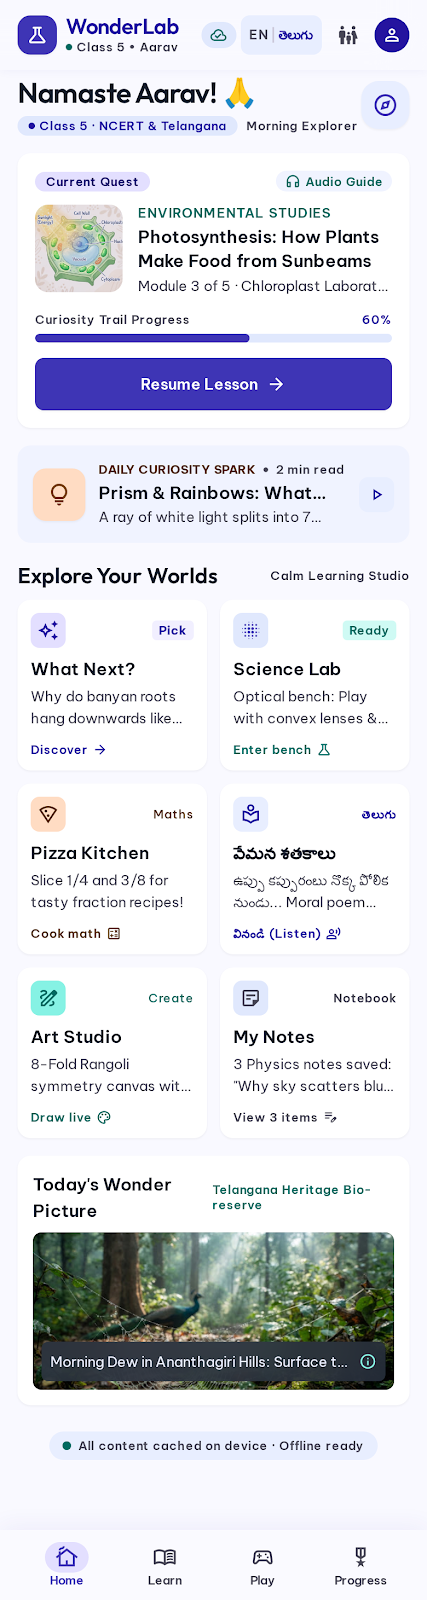 WonderLab
Class 5 • Aarav
EN | తెలుగు
Namaste Aarav! 🙏
Class 5 · NCERT & Telangana
Morning Explorer
Current Quest
Audio Guide
Cell Wall
Cytoplasm
ENVIRONMENTAL STUDIES
Photosynthesis: How Plants
Make Food from Sunbeams
Module 3 of 5 · Chloroplast Laborat...
Curiosity Trail Progress
60%
Resume Lesson →
DAILY CURIOSITY SPARK • 2 min read
Prism & Rainbows: What...
A ray of white light splits into 7...
Explore Your Worlds
Calm Learning Studio
Pick
What Next?
Why do banyan roots
hang downwards like...
Discover →
Ready
Science Lab
Optical bench: Play
with convex lenses &...
Enter bench
Maths
Pizza Kitchen
Slice 1/4 and 3/8 for
tasty fraction recipes!
Cook math
తెలుగు
వేమన శతకాలు
ఉప్పు కప్పురంబు నొక్క పోలిక
నుండు... Moral poem...
వినండి (Listen)
Create
Art Studio
8-Fold Rangoli
symmetry canvas wit...
Draw live
Notebook
My Notes
3 Physics notes saved:
"Why sky scatters blu...
View 3 items
Today's Wonder
Picture
Telangana Heritage Bio-
reserve
Morning Dew in Ananthagiri Hills: Surface t...
All content cached on device · Offline ready
Home
Learn
Play
Progress